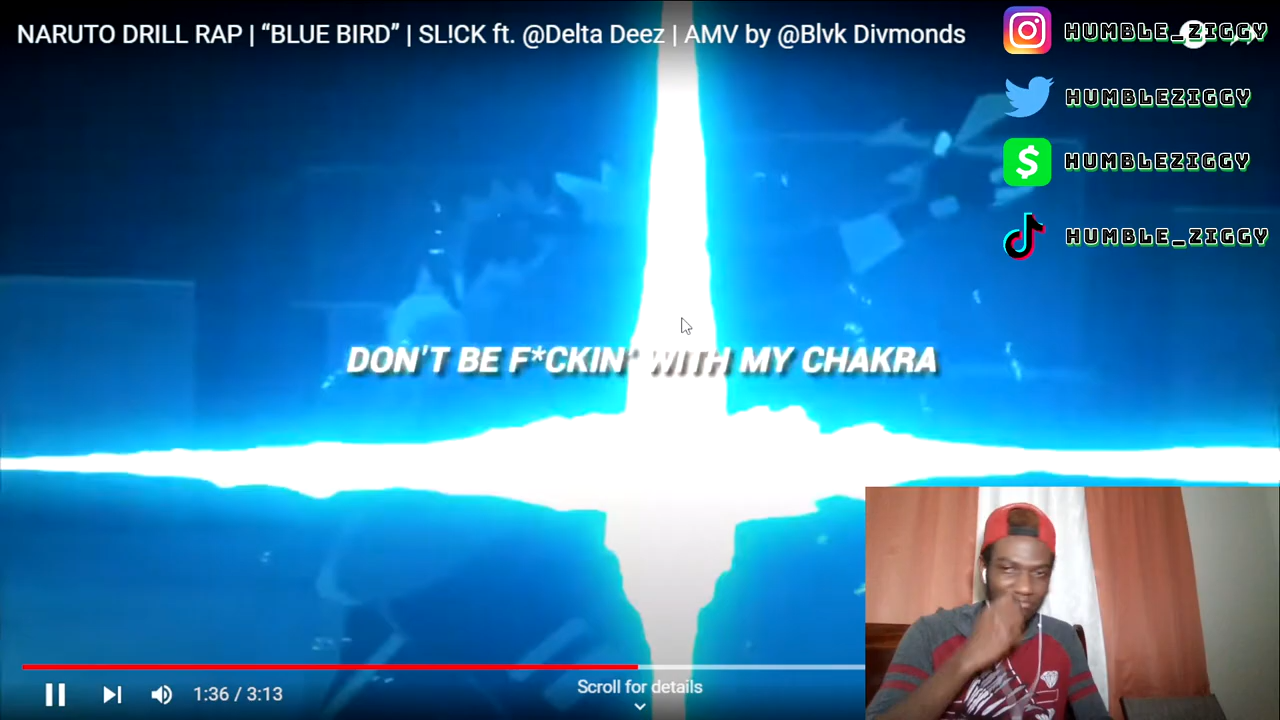 NARUTO DRILL RAP | “BLUE BIRD” | SL!CK ft. @Delta Deez | AMV by @Blvk Divmonds
HUMBLE_ZIGGY
HUMBLEZIGGY
$ HUMBLEZIGGY
HUMBLE_ZIGGY
DON'T BE F*CKIN' WITH MY CHAKRA
1:36 / 3:13
Scroll for details